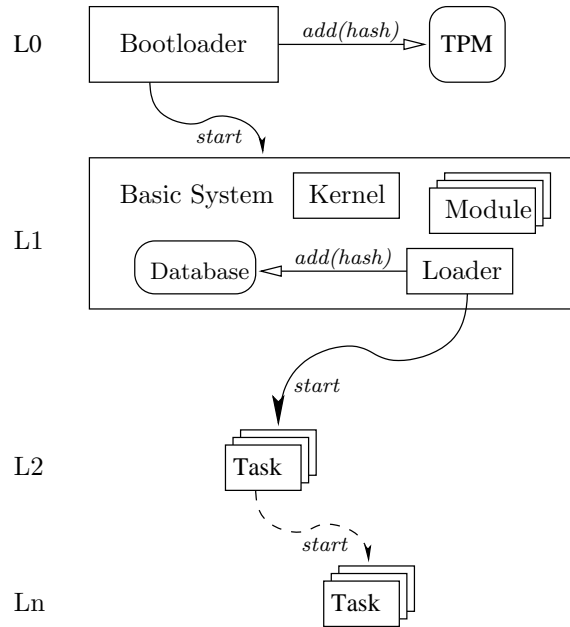 L0
Bootloader
add(hash)
TPM
start
Basic System
Kernel
Module
L1
Database
add(hash)
Loader
start
L2
Task
start
Ln
Task